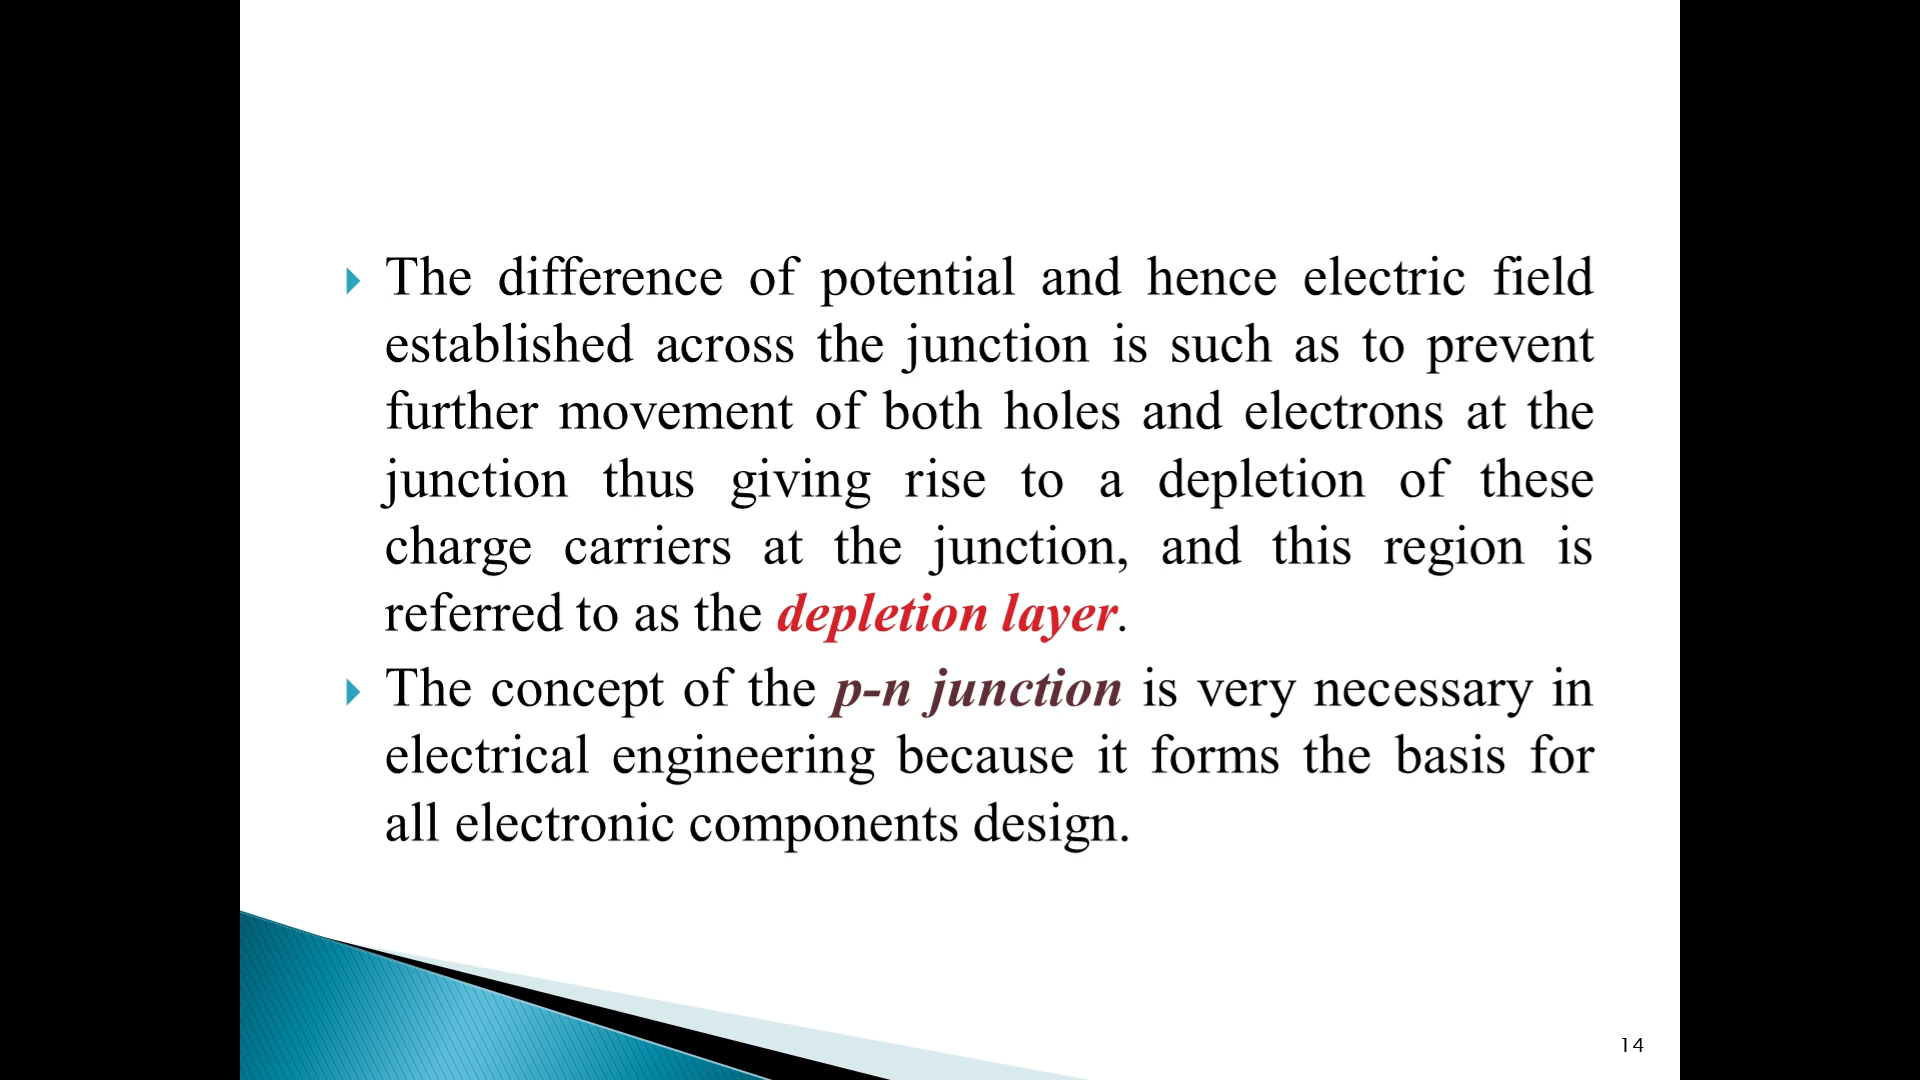 The difference of potential and hence electric field
established across the junction is such as to prevent
further movement of both holes and electrons at the
junction thus giving rise to a depletion of these
charge carriers at the junction, and this region is
referred to as the depletion layer.
The concept of the p-n junction is very necessary in
electrical engineering because it forms the basis for
all electronic components design.
14